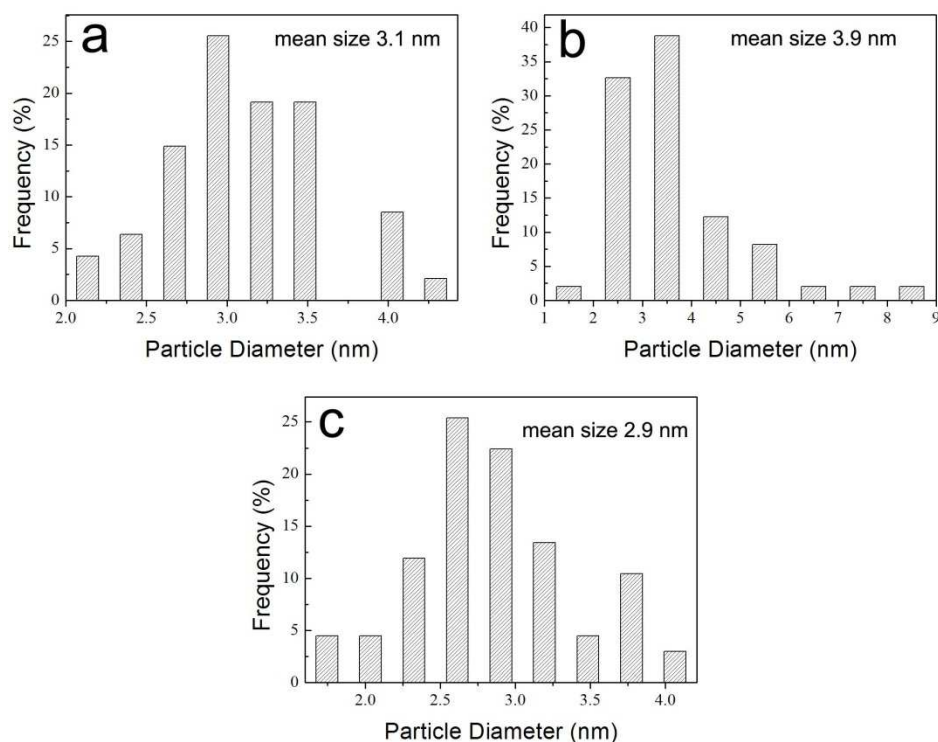 a
mean size 3.1 nm
Frequency (%)
25
20
15
10
5
0
2.0 2.5 3.0 3.5 4.0
Particle Diameter (nm)
b
mean size 3.9 nm
Frequency (%)
40
35
30
25
20
15
10
5
0
1 2 3 4 5 6 7 8 9
Particle Diameter (nm)
c
mean size 2.9 nm
Frequency (%)
25
20
15
10
5
0
2.0 2.5 3.0 3.5 4.0
Particle Diameter (nm)